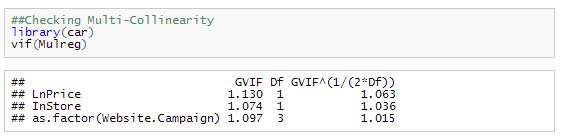 ##Checking Multi-Collinearity
library(car)
vif(Mulreg)
## GVIF Df GVIF^(1/(2*Df))
## LnPrice 1.130 1 1.063
## InStore 1.074 1 1.036
## as.factor(Website.Campaign) 1.097 3 1.015